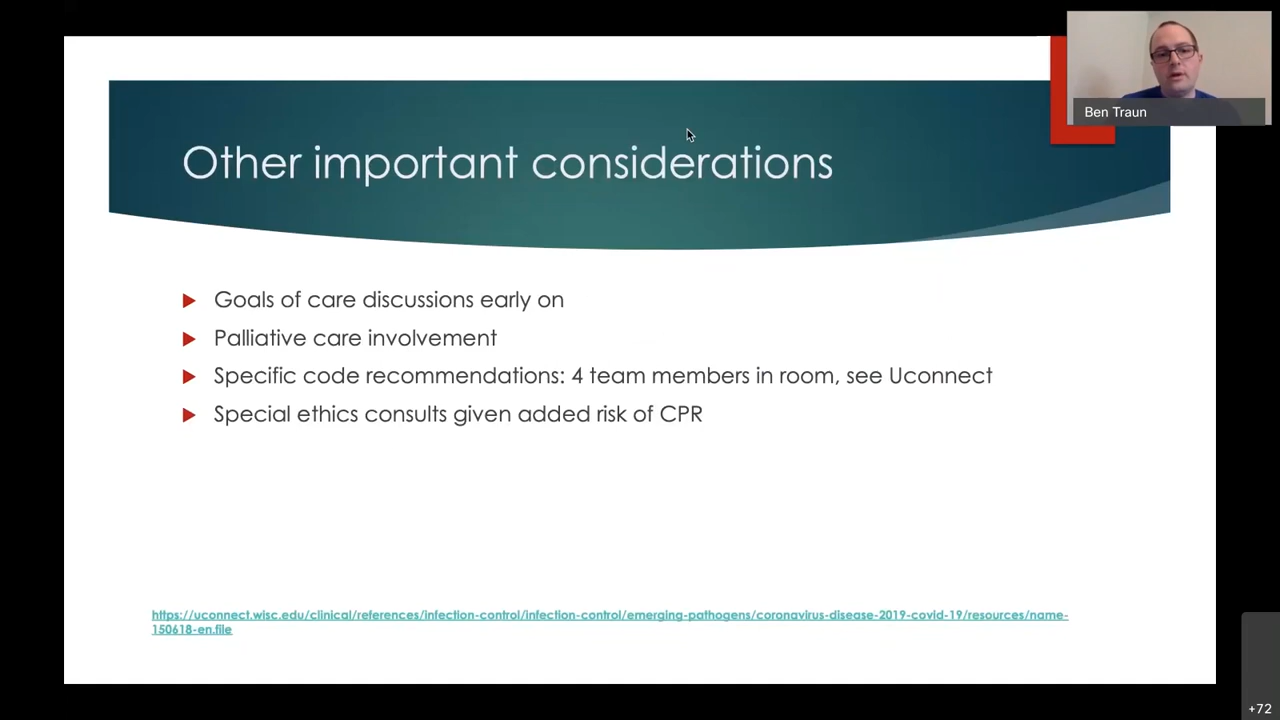 Ben Traun
Other important considerations
Goals of care discussions early on
Palliative care involvement
Specific code recommendations: 4 team members in room, see Uconnect
Special ethics consults given added risk of CPR
https://uconnect.wisc.edu/clinical/references/infection-control/infection-control/emerging-pathogens/coronavirus-disease-2019-covid-19/resources/name-
150618-en.file
+72